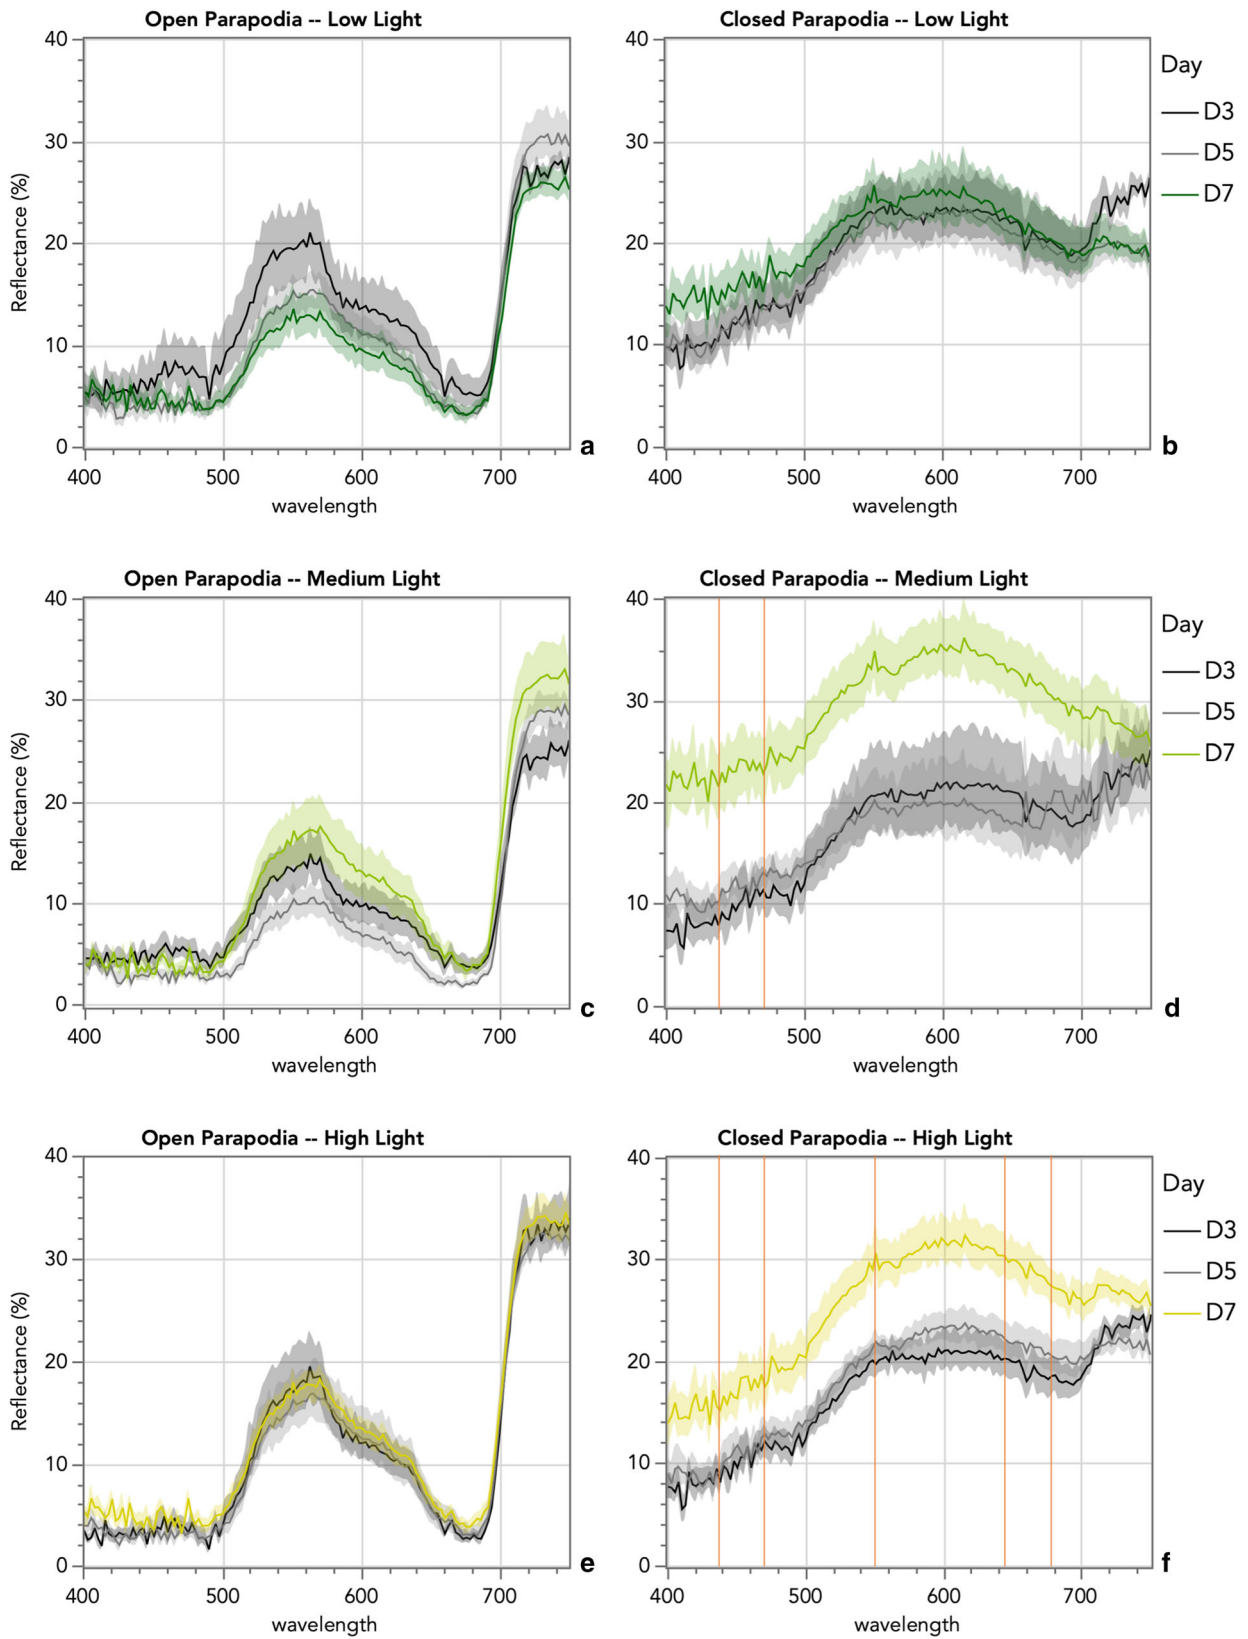 Open Parapodia -- Low Light
Closed Parapodia -- Low Light
40
30
20
10
0
Reflectance (%)
400
500
600
700
wavelength
a
40
30
20
10
0
400
500
600
700
wavelength
b
Day
D3
D5
D7
Open Parapodia -- Medium Light
Closed Parapodia -- Medium Light
40
30
20
10
0
Reflectance (%)
400
500
600
700
wavelength
c
40
30
20
10
0
400
500
600
700
wavelength
d
Day
D3
D5
D7
Open Parapodia -- High Light
Closed Parapodia -- High Light
40
30
20
10
0
Reflectance (%)
400
500
600
700
wavelength
e
40
30
20
10
0
400
500
600
700
wavelength
f
Day
D3
D5
D7